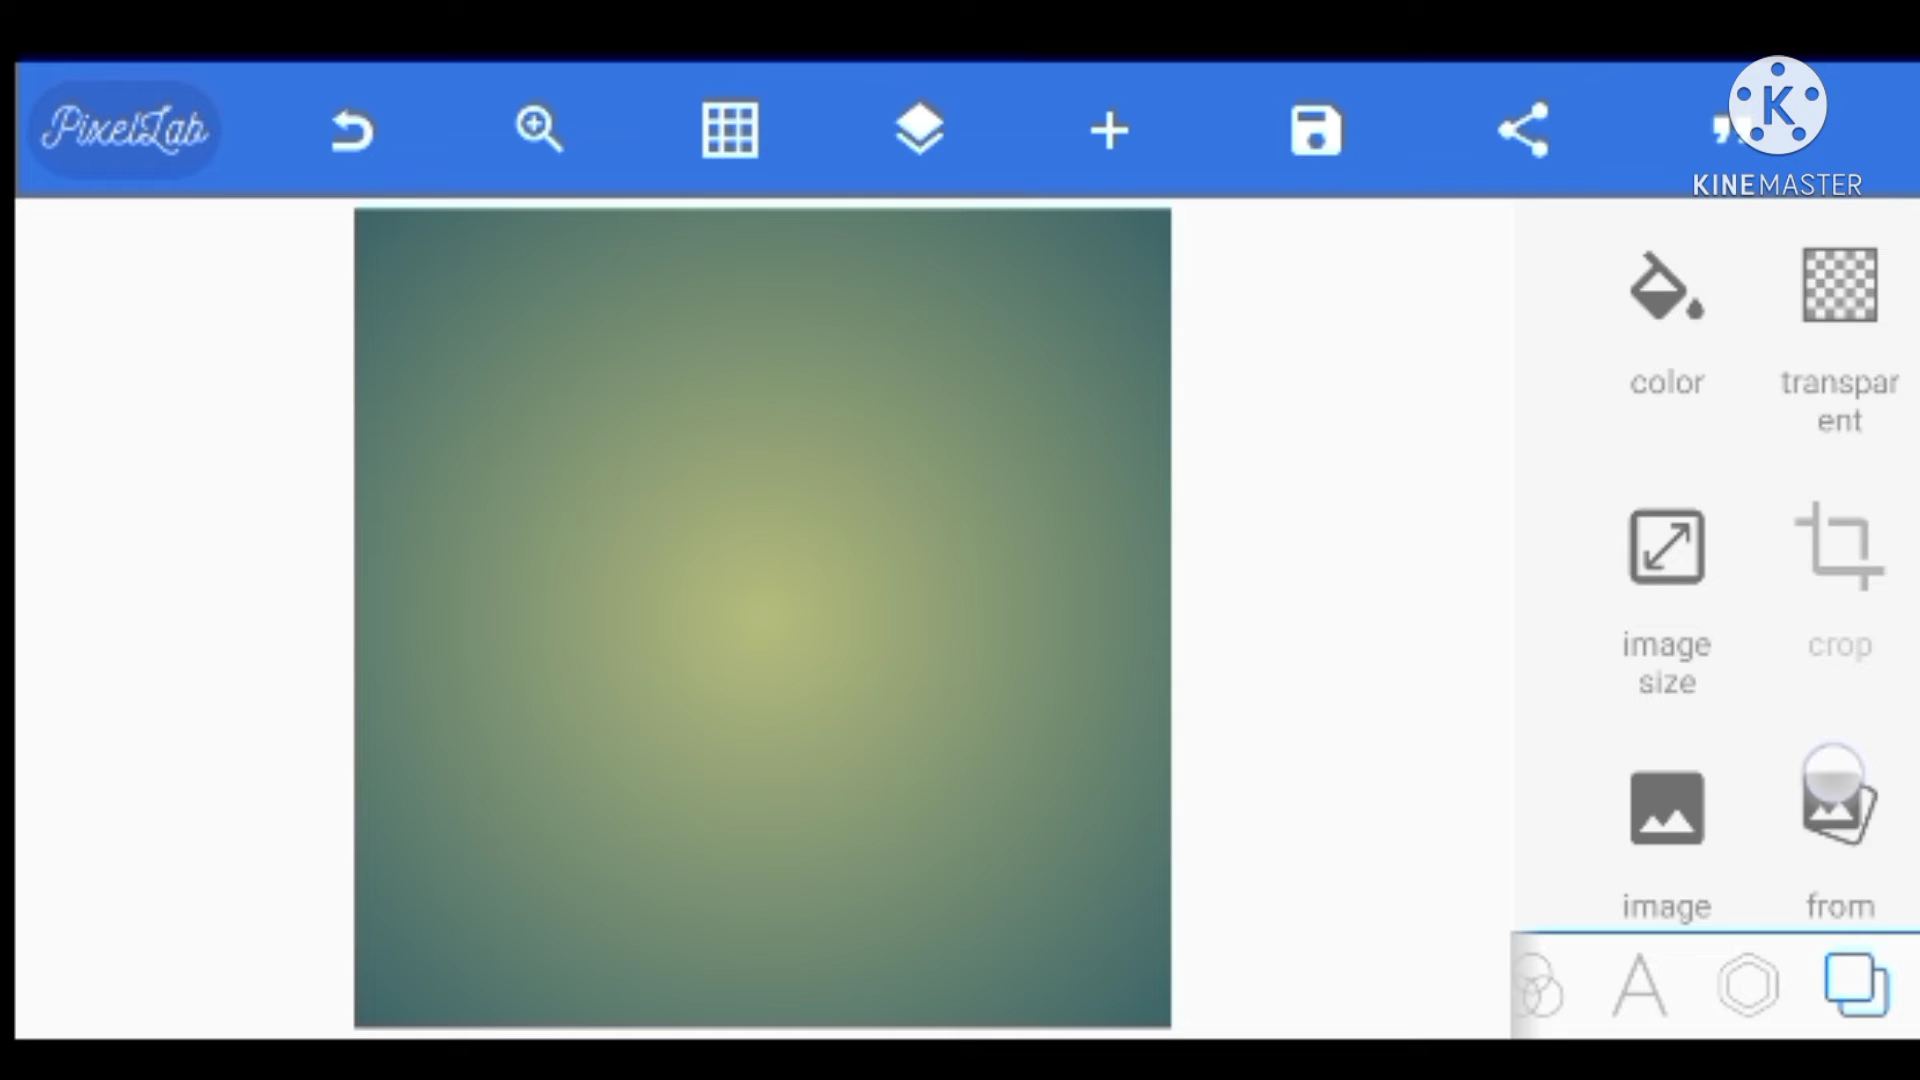 PixelLab
KINEMASTER
color
transpar
ent
image
size
crop
image
from